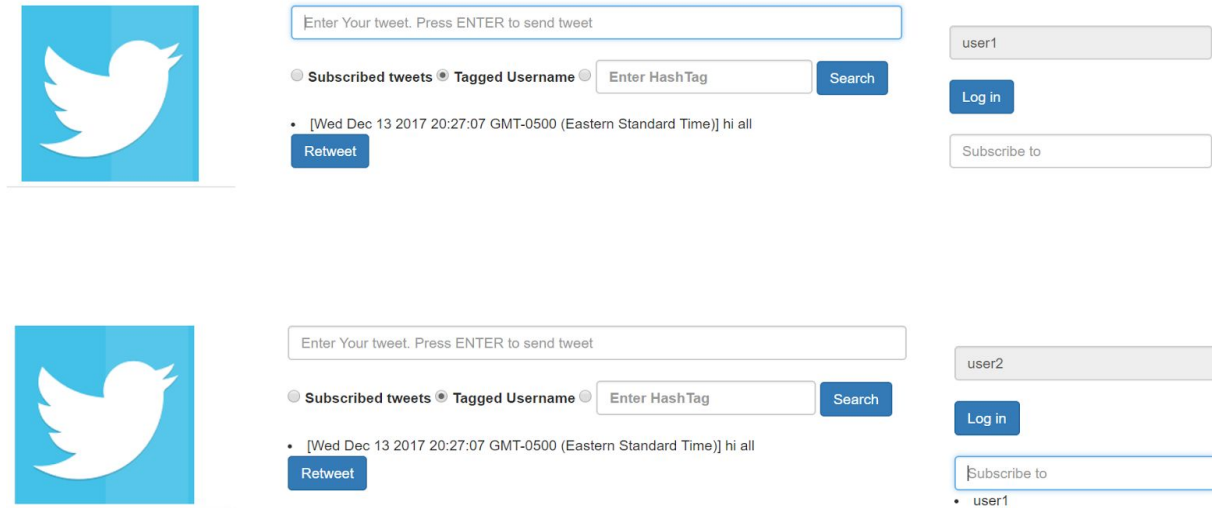 Enter Your tweet. Press ENTER to send tweet
user1
Subscribed tweets Tagged Username Enter HashTag Search
Log in
[Wed Dec 13 2017 20:27:07 GMT-0500 (Eastern Standard Time)] hi all
Retweet
Subscribe to
Enter Your tweet. Press ENTER to send tweet
user2
Subscribed tweets Tagged Username Enter HashTag Search
Log in
[Wed Dec 13 2017 20:27:07 GMT-0500 (Eastern Standard Time)] hi all
Retweet
Subscribe to
user1